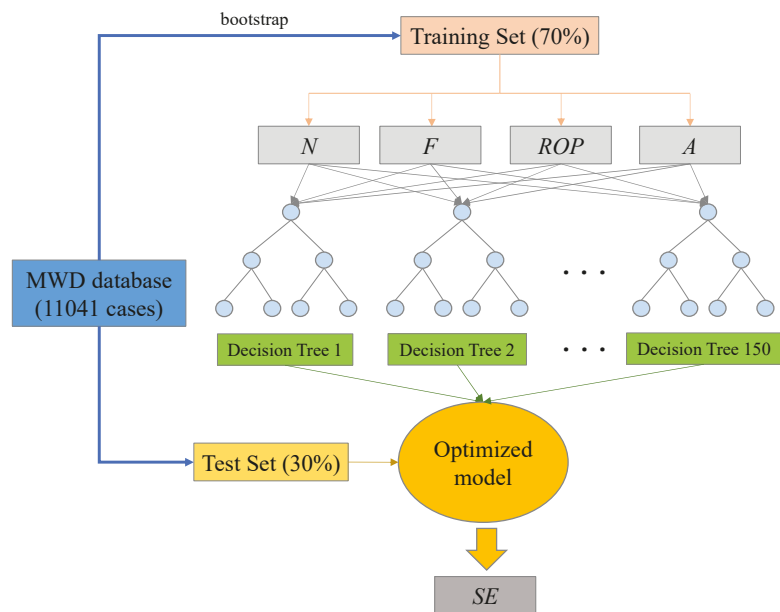 bootstrap
Training Set (70%)
N
F
ROP
A
MWD database
(11041 cases)
. . .
Decision Tree 1
Decision Tree 2
. . .
Decision Tree 150
Test Set (30%)
Optimized
model
SE